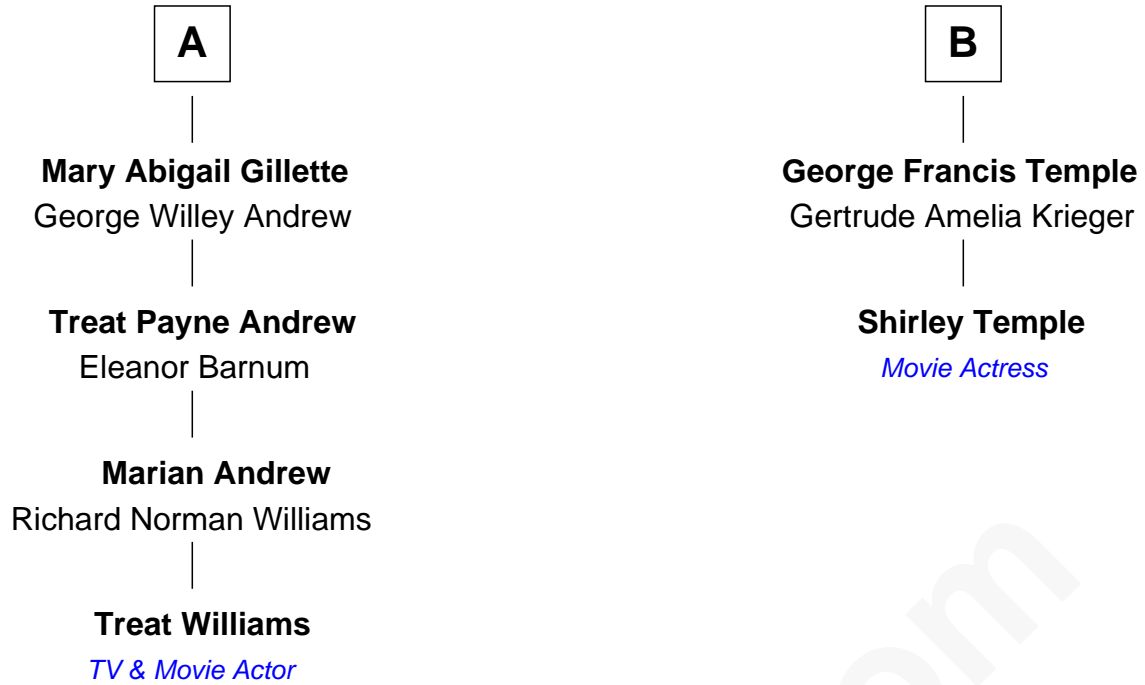 A
Mary Abigail Gillette
George Willey Andrew
Treat Payne Andrew
Eleanor Barnum
Marian Andrew
Richard Norman Williams
Treat Williams
TV & Movie Actor
B
George Francis Temple
Gertrude Amelia Krieger
Shirley Temple
Movie Actress
om